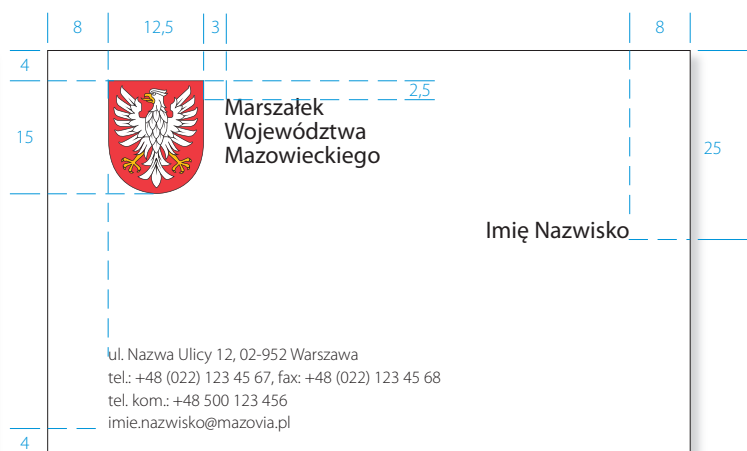 8 12,5 3 8
4
2,5
15
25
Marszałek
Województwa
Mazowieckiego
Imię Nazwisko
ul. Nazwa Ulicy 12, 02-952 Warszawa
tel.: +48 (022) 123 45 67, fax: +48 (022) 123 45 68
tel. kom.: +48 500 123 456
imie.nazwisko@mazovia.pl
4